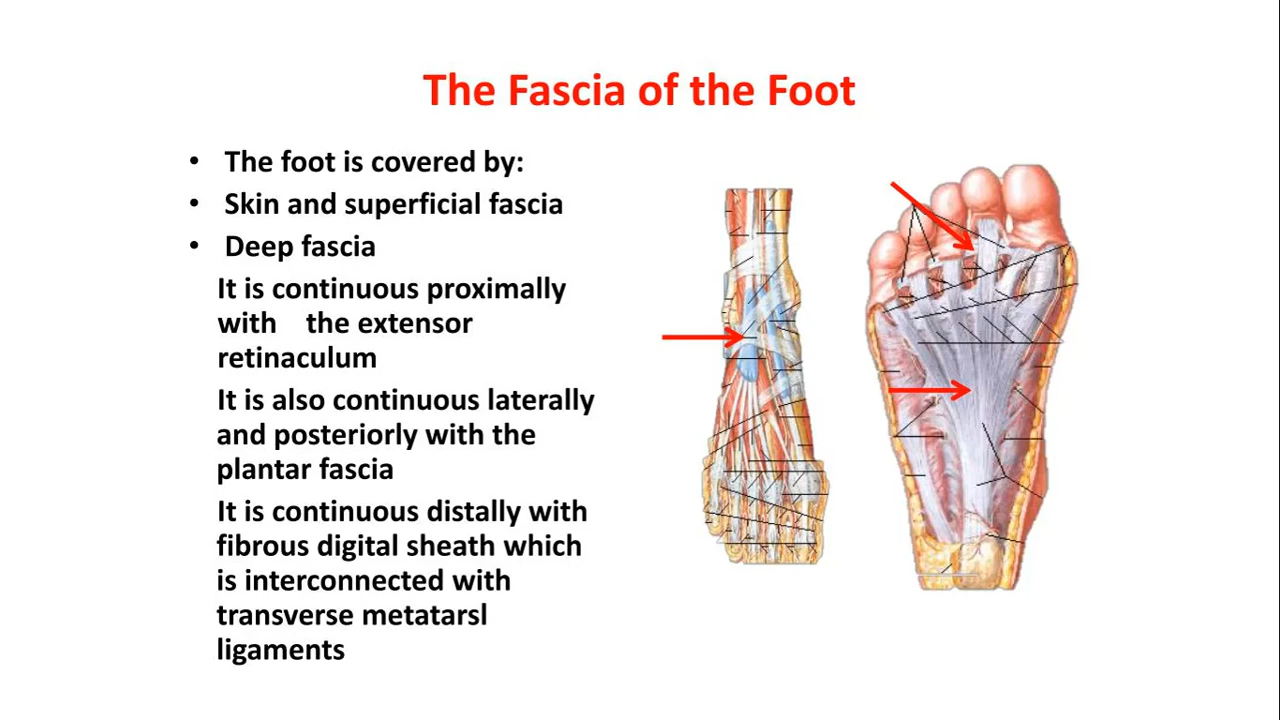 The Fascia of the Foot
• The foot is covered by:
• Skin and superficial fascia
• Deep fascia
It is continuous proximally
with the extensor
retinaculum
It is also continuous laterally
and posteriorly with the
plantar fascia
It is continuous distally with
fibrous digital sheath which
is interconnected with
transverse metatarsl
ligaments